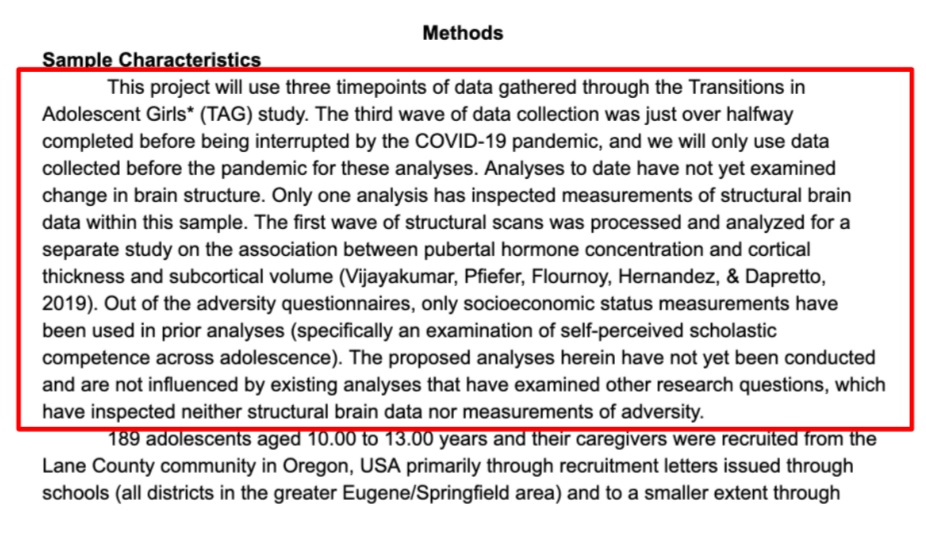 Methods
Sample Characteristics
This project will use three timepoints of data gathered through the Transitions in
Adolescent Girls* (TAG) study. The third wave of data collection was just over halfway
completed before being interrupted by the COVID-19 pandemic, and we will only use data
collected before the pandemic for these analyses. Analyses to date have not yet examined
change in brain structure. Only one analysis has inspected measurements of structural brain
data within this sample. The first wave of structural scans was processed and analyzed for a
separate study on the association between pubertal hormone concentration and cortical
thickness and subcortical volume (Vijayakumar, Pfiefer, Flournoy, Hernandez, & Dapretto,
2019). Out of the adversity questionnaires, only socioeconomic status measurements have
been used in prior analyses (specifically an examination of self-perceived scholastic
competence across adolescence). The proposed analyses herein have not yet been conducted
and are not influenced by existing analyses that have examined other research questions, which
have inspected neither structural brain data nor measurements of adversity.
189 adolescents aged 10.00 to 13.00 years and their caregivers were recruited from the
Lane County community in Oregon, USA primarily through recruitment letters issued through
schools (all districts in the greater Eugene/Springfield area) and to a smaller extent through